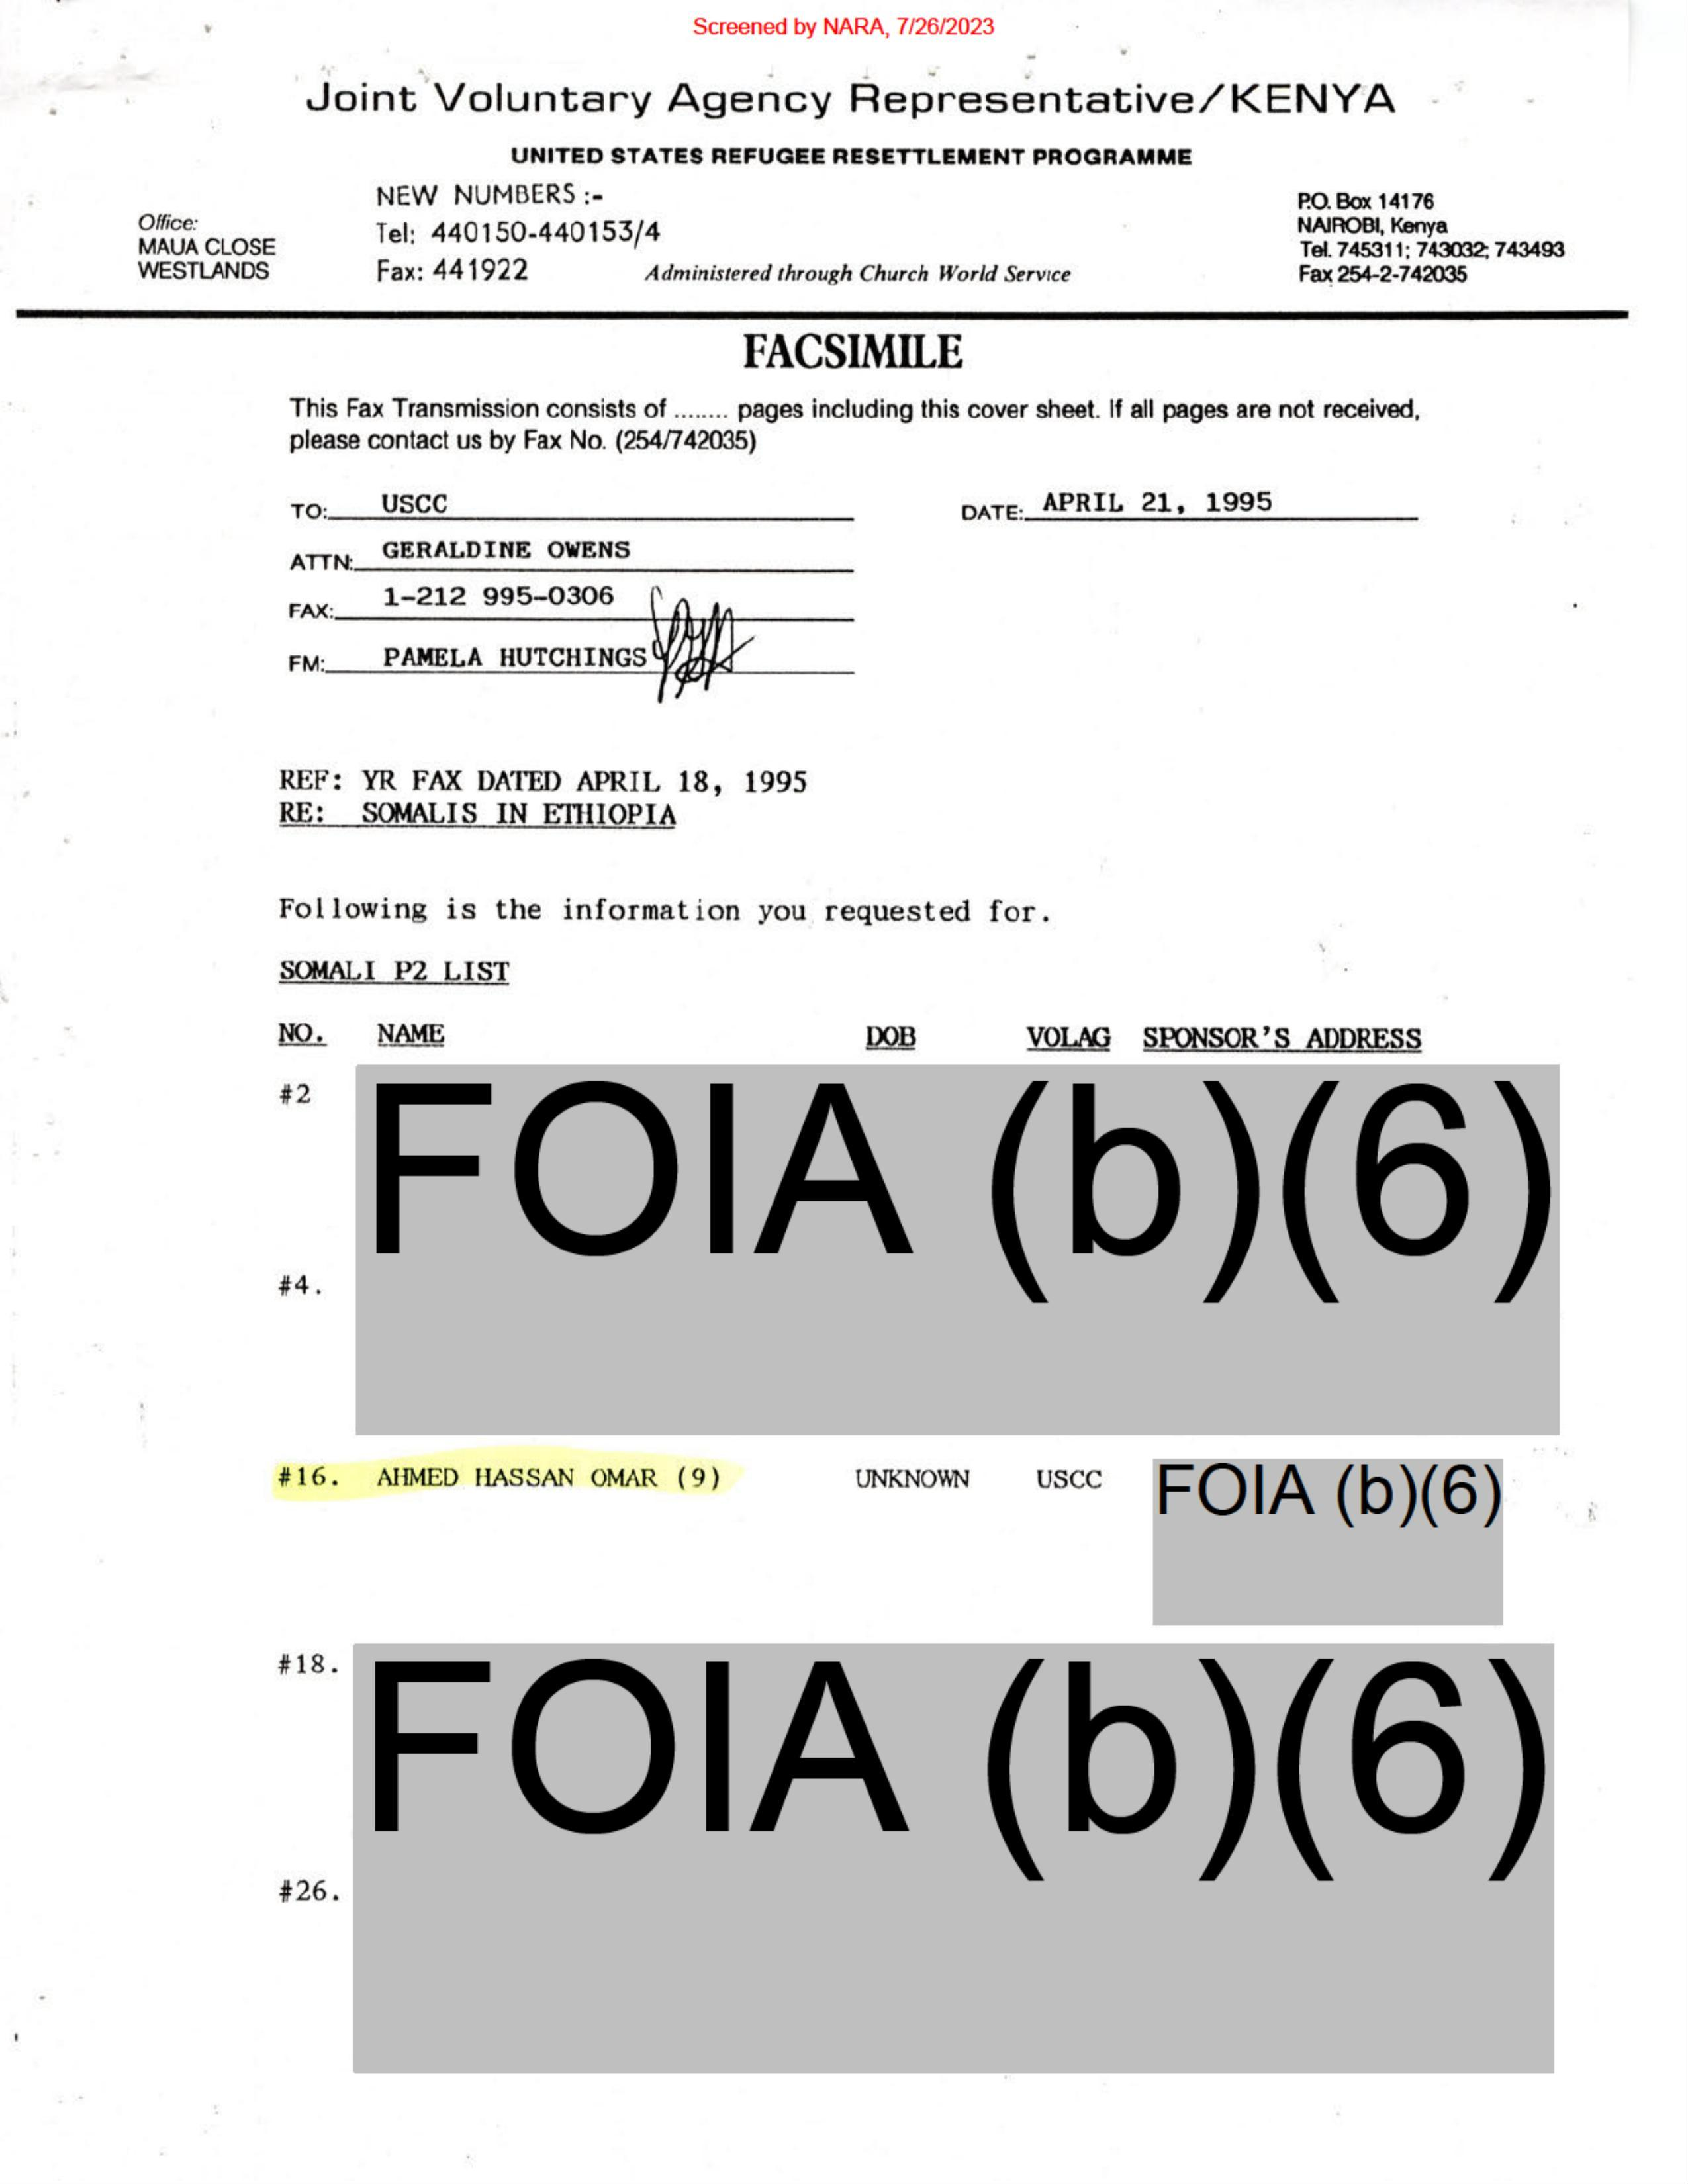 Screened by NARA, 7/26/2023
Joint Voluntary Agency Representative/KENYA
UNITED STATES REFUGEE RESETTLEMENT PROGRAMME
Office:
MAUA CLOSE
WESTLANDS
NEW NUMBERS :-
Tel: 440150-440153/4
Fax: 441922
Administered through Church World Service
P.O. Box 14176
NAIROBI, Kenya
Tel. 745311; 743032; 743493
Fax 254-2-742035
FACSIMILE
This Fax Transmission consists of ........ pages including this cover sheet. If all pages are not received,
please contact us by Fax No. (254/742035)
TO: USCC
DATE: APRIL 21, 1995
ATTN: GERALDINE OWENS
FAX: 1-212 995-0306
FM: PAMELA HUTCHINGS
REF: YR FAX DATED APRIL 18, 1995
RE: SOMALIS IN ETHIOPIA
Following is the information you requested for.
SOMALI P2 LIST
NO. NAME DOB VOLAG SPONSOR'S ADDRESS
#2 FOIA (b)(6)
#4.
#16. AHMED HASSAN OMAR (9) UNKNOWN USCC FOIA (b)(6)
#18. FOIA (b)(6)
#26.